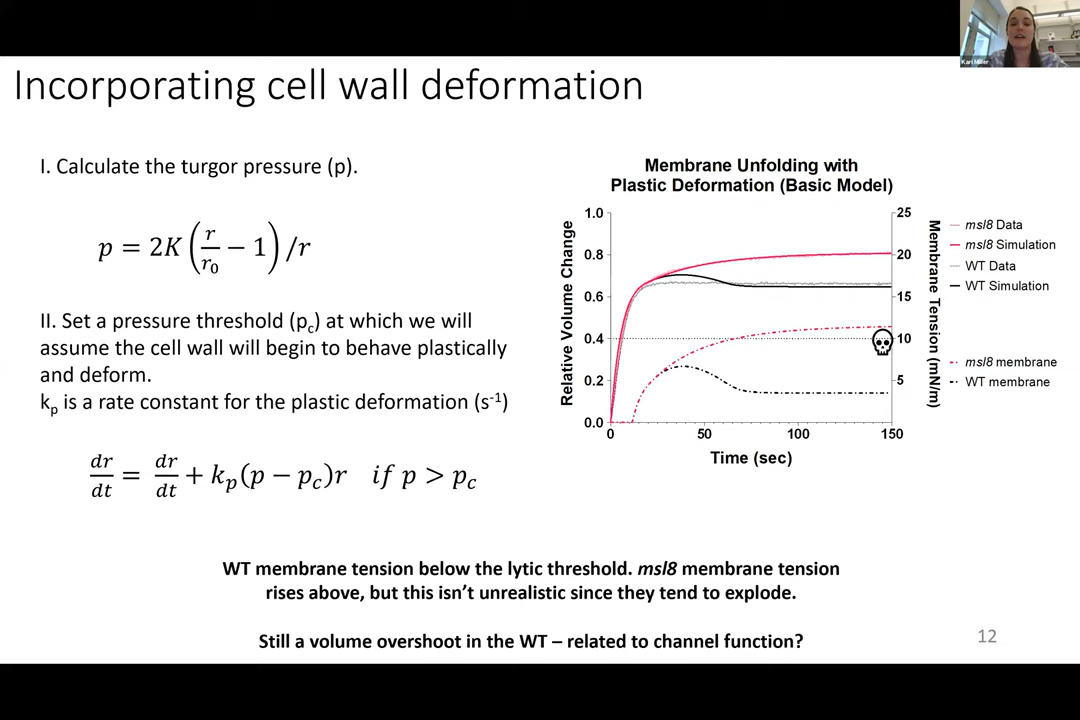 Kari Miller
Incorporating cell wall deformation
I. Calculate the turgor pressure (p).
p = 2K(r/r₀ − 1)/r
II. Set a pressure threshold (pc) at which we will
assume the cell wall will begin to behave plastically
and deform.
kp is a rate constant for the plastic deformation (s⁻¹)
dr/dt = dr/dt + kp(p − pc)r if p > pc
Membrane Unfolding with
Plastic Deformation (Basic Model)
Relative Volume Change
1.0
0.8
0.6
0.4
0.2
0.0
0
50
100
150
Time (sec)
25
20
15
10
5
Membrane Tension (mN/m)
msl8 Data
msl8 Simulation
WT Data
WT Simulation
msl8 membrane
WT membrane
WT membrane tension below the lytic threshold. msl8 membrane tension
rises above, but this isn’t unrealistic since they tend to explode.
Still a volume overshoot in the WT – related to channel function?
12